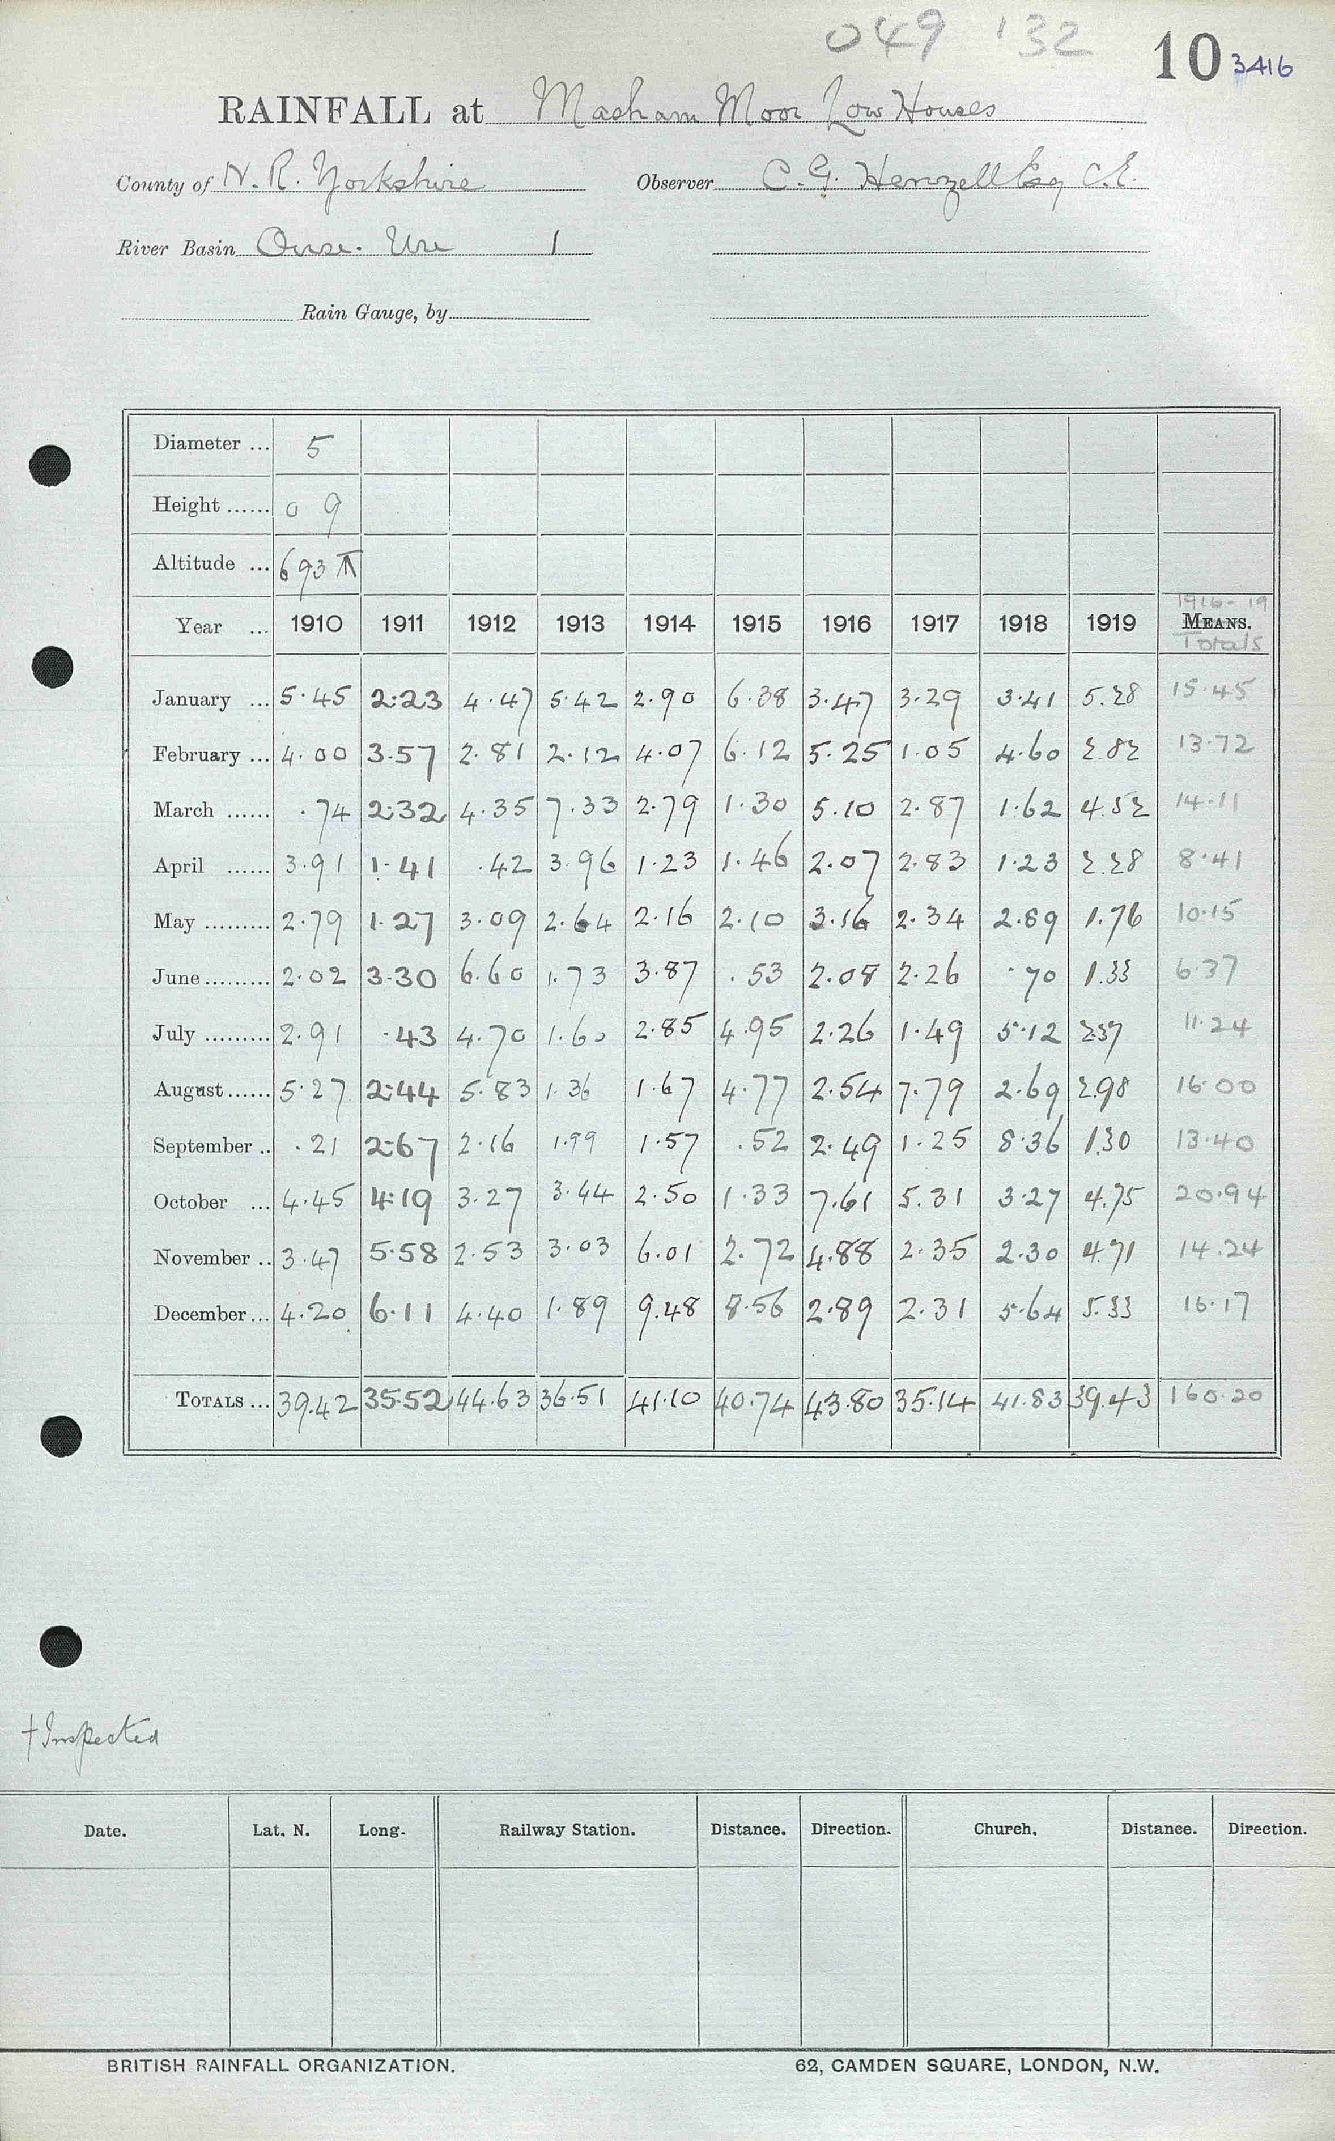 049 132
10 3416
RAINFALL at Masham Moor Low Houses
County of N. R. Yorkshire Observer C. G. Henzell Esq C.E.
River Basin Ouse. Ure 1
Rain Gauge, by
Diameter ... 5
Height ...... 0 9
Altitude ... 693
1916-19
Year ... 1910 1911 1912 1913 1914 1915 1916 1917 1918 1919 MEANS.
Totals
January ... 5.45 2.23 4.47 5.42 2.90 6.38 3.47 3.29 3.41 5.28 15.45
February ... 4.00 3.57 2.81 2.12 4.07 6.12 5.25 1.05 4.60 2.82 13.72
March ...... .74 2.32 4.35 7.33 2.79 1.30 5.10 2.87 1.62 4.52 14.11
April ...... 3.91 1.41 .42 3.96 1.23 1.46 2.07 2.83 1.23 2.28 8.41
May ......... 2.79 1.27 3.09 2.64 2.16 2.10 3.16 2.34 2.89 1.76 10.15
June ......... 2.02 3.30 6.60 1.73 3.87 .53 2.08 2.26 .70 1.33 6.37
July ......... 2.91 .43 4.70 1.60 2.85 4.95 2.26 1.49 5.12 2.37 11.24
August...... 5.27 2.44 5.83 1.36 1.67 4.77 2.54 7.79 2.69 2.98 16.00
September .. .21 2.67 2.16 1.99 1.57 .52 2.49 1.25 8.36 1.30 13.40
October ... 4.45 4.19 3.27 3.44 2.50 1.33 7.61 5.31 3.27 4.75 20.94
November .. 3.47 5.58 2.53 3.03 6.01 2.72 4.88 2.35 2.30 4.71 14.24
December ... 4.20 6.11 4.40 1.89 9.48 8.56 2.89 2.31 5.64 5.33 16.17
TOTALS ... 39.42 35.52 44.63 36.51 41.10 40.74 43.80 35.14 41.83 39.43 160.20
† Inspected
Date. Lat. N. Long. Railway Station. Distance. Direction. Church. Distance. Direction.
BRITISH RAINFALL ORGANIZATION. 62, CAMDEN SQUARE, LONDON, N.W.